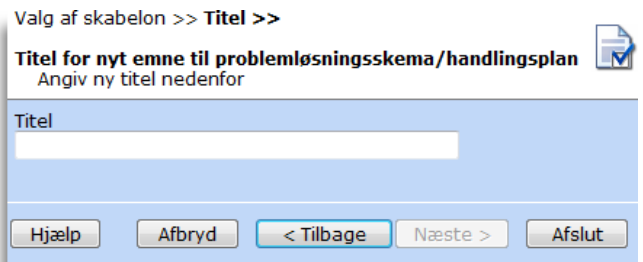 Valg af skabelon >> Titel >>
Titel for nyt emne til problemløsningsskema/handlingsplan
Angiv ny titel nedenfor
Titel
Hjælp Afbryd < Tilbage Næste > Afslut